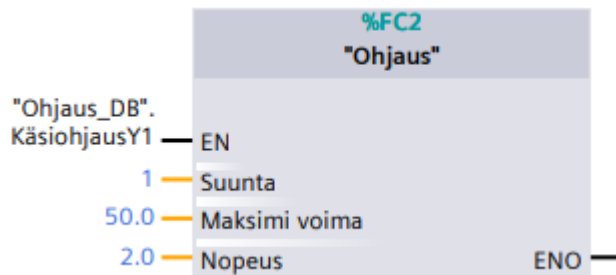 %FC2
"Ohjaus"
"Ohjaus_DB".
KäsiohjausY1
EN
1
Suunta
50.0
Maksimi voima
2.0
Nopeus
ENO